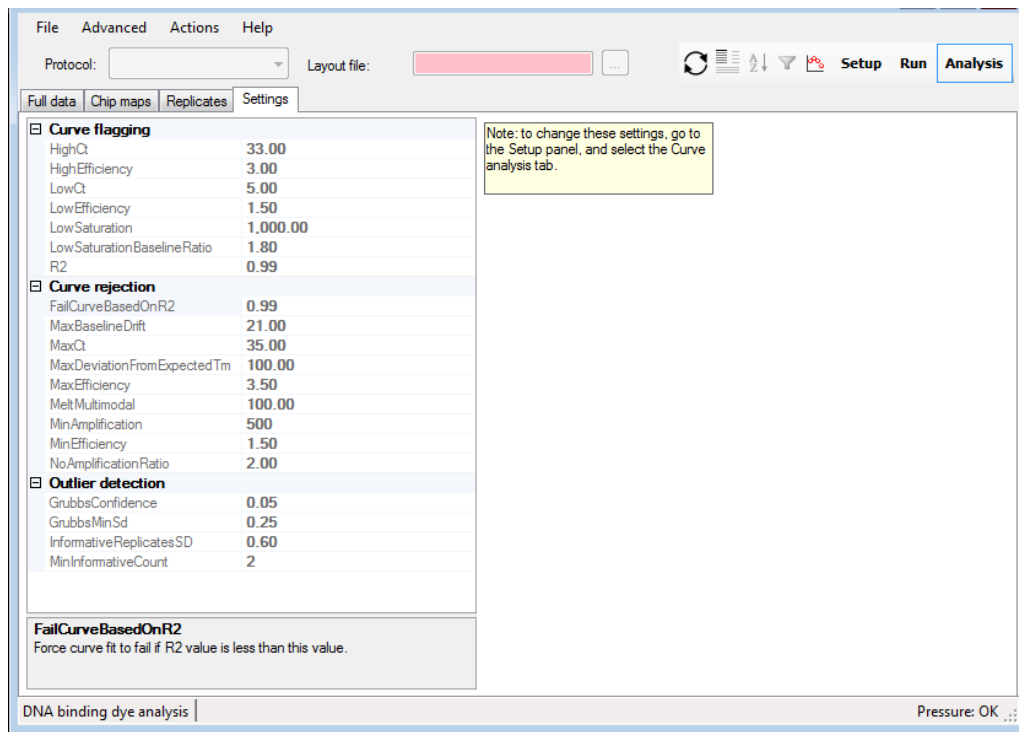 File Advanced Actions Help
Protocol: Layout file: ... Setup Run Analysis
Full data Chip maps Replicates Settings
Curve flagging
HighCt 33.00
HighEfficiency 3.00
LowCt 5.00
LowEfficiency 1.50
LowSaturation 1,000.00
LowSaturationBaselineRatio 1.80
R2 0.99
Curve rejection
FailCurveBasedOnR2 0.99
MaxBaselineDrift 21.00
MaxCt 35.00
MaxDeviationFromExpectedTm 100.00
MaxEfficiency 3.50
MeltMultimodal 100.00
MinAmplification 500
MinEfficiency 1.50
NoAmplificationRatio 2.00
Outlier detection
GrubbsConfidence 0.05
GrubbsMinSd 0.25
InformativeReplicatesSD 0.60
MinInformativeCount 2
Note: to change these settings, go to
the Setup panel, and select the Curve
analysis tab.
FailCurveBasedOnR2
Force curve fit to fail if R2 value is less than this value.
DNA binding dye analysis Pressure: OK